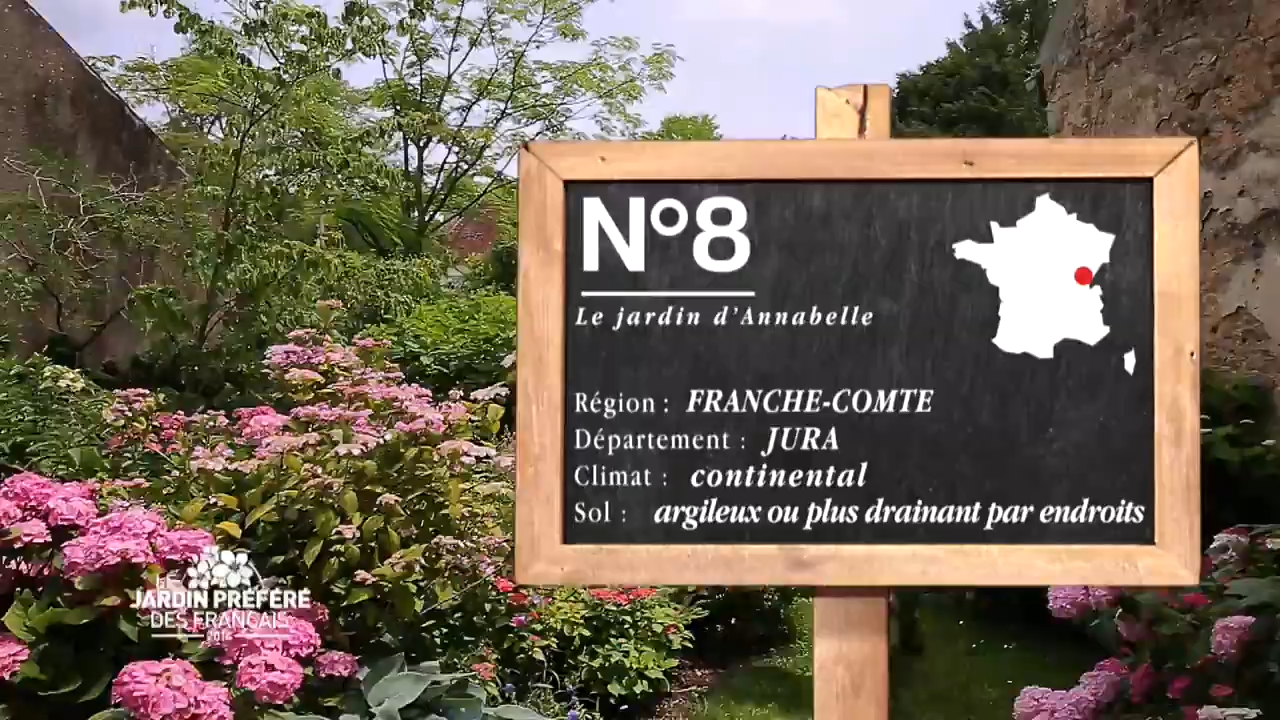 N°8
Le jardin d'Annabelle
Région : FRANCHE-COMTE
Département : JURA
Climat : continental
Sol : argileux ou plus drainant par endroits
LE
JARDIN PRÉFÉRÉ
DES FRANÇAIS
2014